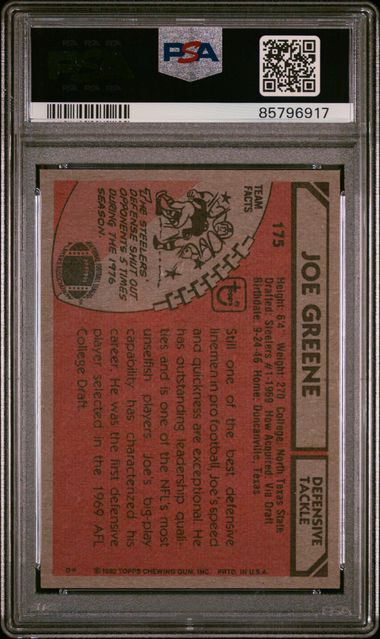 PSA
85796917
175
JOE GREENE
DEFENSIVE
TACKLE
Height: 6'4" Weight: 270 College: North Texas State
Drafted: Steelers #1-1969 How Acquired: Via Draft
Birthdate: 9-24-46 Home: Duncanville, Texas
TEAM
FACTS
THE STEELERS'
DEFENSE SHUT OUT
OPPONENTS 5 TIMES
DURING THE 1976
SEASON.
Still one of the best defensive
linemen in pro football, Joe's speed
and quickness are exceptional. He
has outstanding leadership quali-
ties and is one of the NFL's most
unselfish players. Joe's big-play
capability has characterized his
career. He was the first defensive
player selected in the 1969 AFL
College Draft.
© 1980 TOPPS CHEWING GUM, INC. PRTD. IN U.S.A.